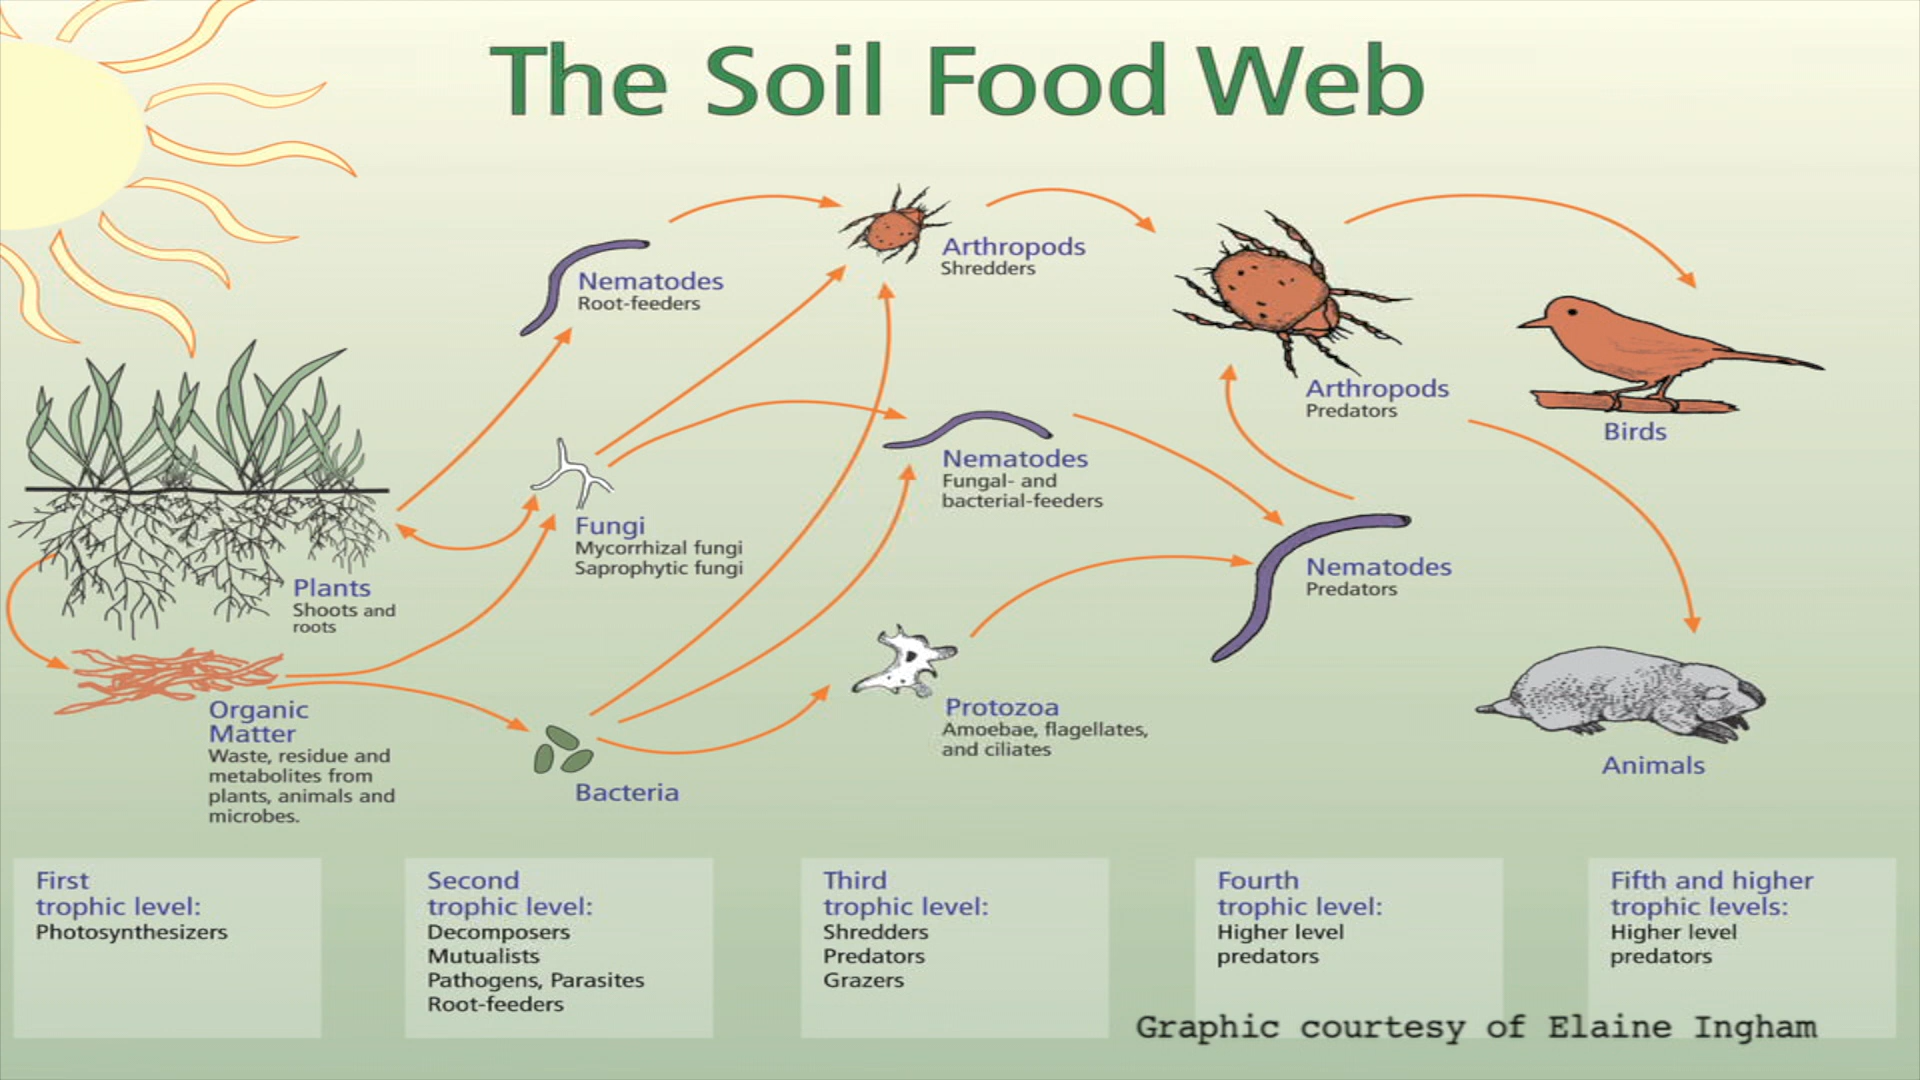 The Soil Food Web
Nematodes
Root-feeders
Arthropods
Shredders
Arthropods
Predators
Birds
Fungi
Mycorrhizal fungi
Saprophytic fungi
Nematodes
Fungal- and
bacterial-feeders
Nematodes
Predators
Plants
Shoots and
roots
Organic
Matter
Waste, residue and
metabolites from
plants, animals and
microbes.
Bacteria
Protozoa
Amoebae, flagellates,
and ciliates
Animals
First
trophic level:
Photosynthesizers
Second
trophic level:
Decomposers
Mutualists
Pathogens, Parasites
Root-feeders
Third
trophic level:
Shredders
Predators
Grazers
Fourth
trophic level:
Higher level
predators
Fifth and higher
trophic levels:
Higher level
predators
Graphic courtesy of Elaine Ingham